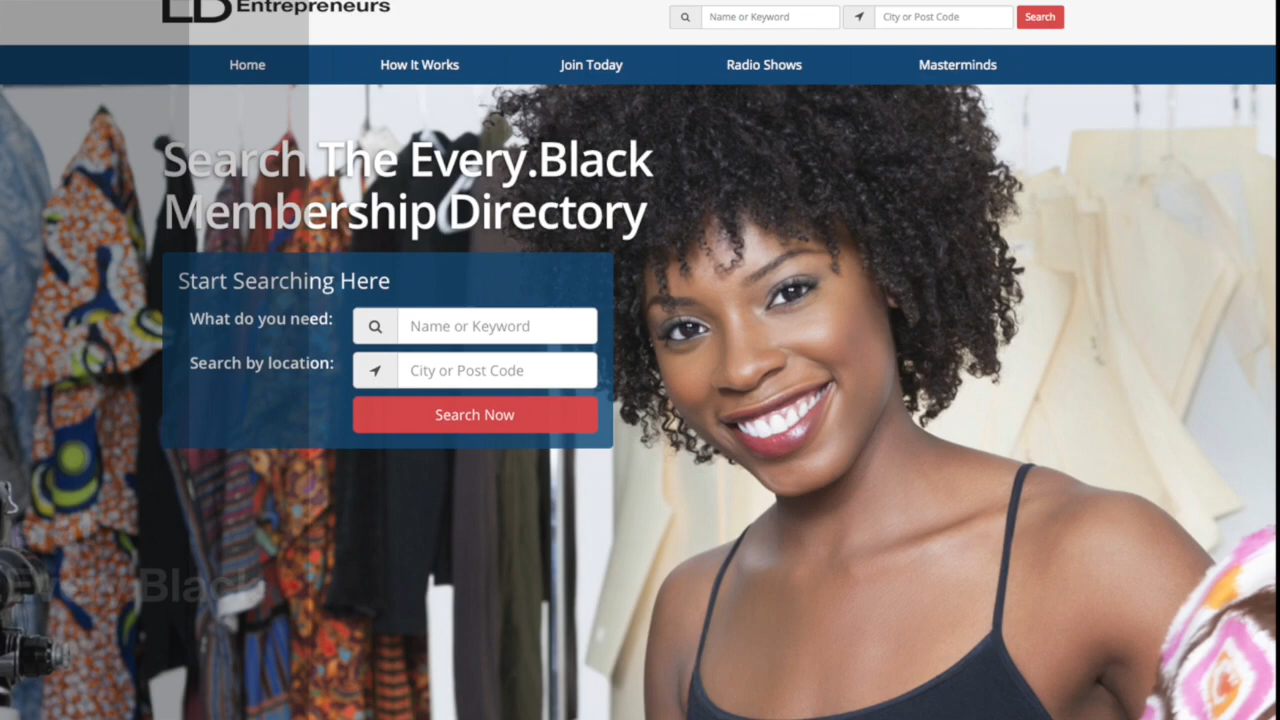 Entrepreneurs
Name or Keyword
City or Post Code
Search
Home
How It Works
Join Today
Radio Shows
Masterminds
Search The Every.Black
Membership Directory
Start Searching Here
What do you need:
Name or Keyword
Search by location:
City or Post Code
Search Now
Every.Black